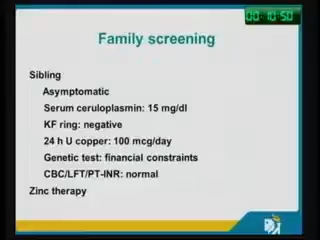 00:10:50
Family screening
Sibling
Asymptomatic
Serum ceruloplasmin: 15 mg/dl
KF ring: negative
24 h U copper: 100 mcg/day
Genetic test: financial constraints
CBC/LFT/PT-INR: normal
Zinc therapy